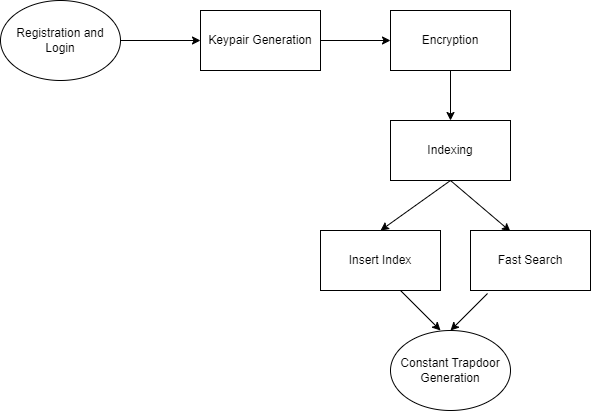 Registration and
Login
Keypair Generation
Encryption
Indexing
Insert Index
Fast Search
Constant Trapdoor
Generation